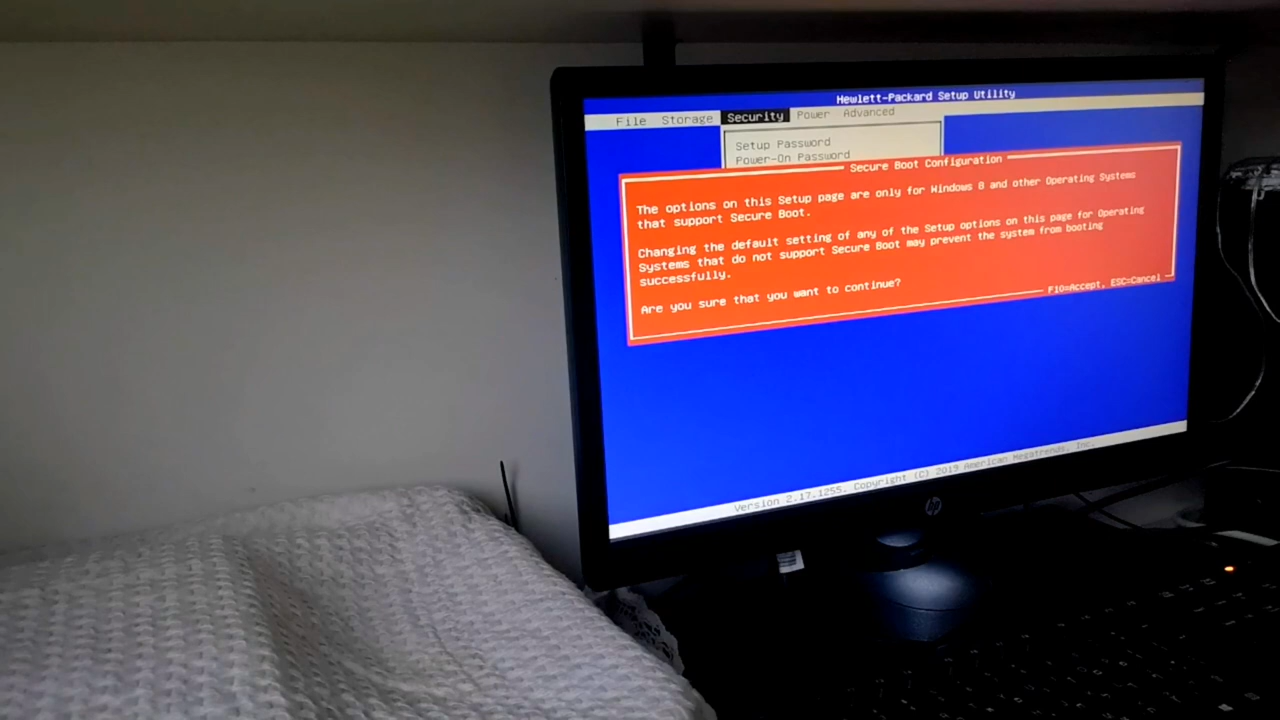 Hewlett-Packard Setup Utility
File Storage Security Power Advanced
Setup Password
Power-On Password
Secure Boot Configuration
The options on this Setup page are only for Windows 8 and other Operating Systems
that support Secure Boot.
Changing the default setting of any of the Setup options on this page for Operating
Systems that do not support Secure Boot may prevent the system from booting
successfully.
Are you sure that you want to continue?
F10=Accept, ESC=Cancel
Version 2.17.1255. Copyright (C) 2019 American Megatrends, Inc.
hp